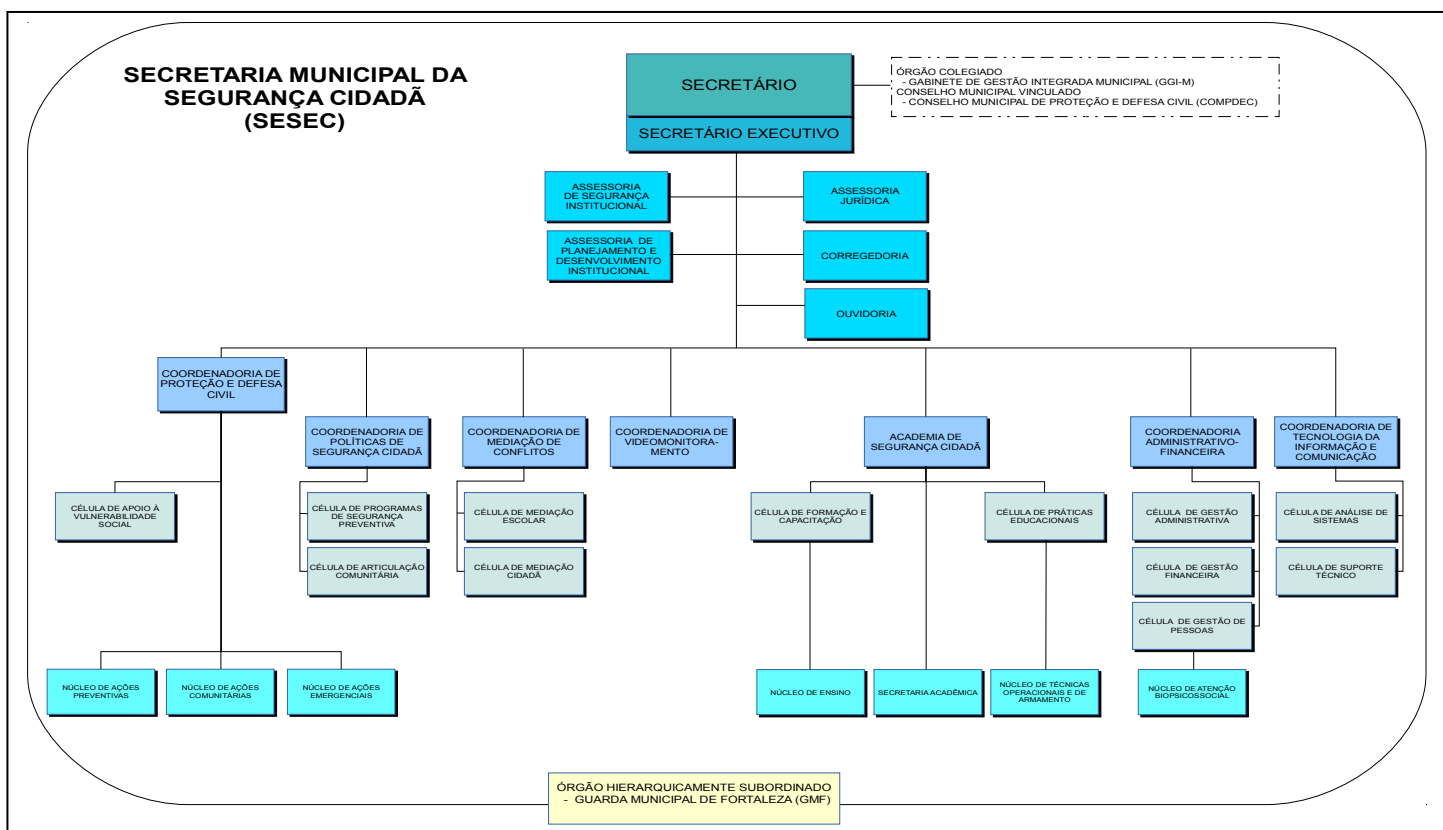 SECRETARIA MUNICIPAL DA
SEGURANÇA CIDADÃ
(SESEC)
SECRETÁRIO
SECRETÁRIO EXECUTIVO
ÓRGÃO COLEGIADO
- GABINETE DE GESTÃO INTEGRADA MUNICIPAL (GGI-M)
CONSELHO MUNICIPAL VINCULADO
- CONSELHO MUNICIPAL DE PROTEÇÃO E DEFESA CIVIL (COMPDEC)
ASSESSORIA
DE SEGURANÇA
INSTITUCIONAL
ASSESSORIA
JURÍDICA
ASSESSORIA DE
PLANEJAMENTO E
DESENVOLVIMENTO
INSTITUCIONAL
CORREGEDORIA
OUVIDORIA
COORDENADORIA DE
PROTEÇÃO E DEFESA
CIVIL
COORDENADORIA DE
POLÍTICAS DE
SEGURANÇA CIDADÃ
COORDENADORIA DE
MEDIAÇÃO DE
CONFLITOS
COORDENADORIA DE
VIDEOMONITORA-
MENTO
ACADEMIA DE
SEGURANÇA CIDADÃ
COORDENADORIA
ADMINISTRATIVO-
FINANCEIRA
COORDENADORIA DE
TECNOLOGIA DA
INFORMAÇÃO E
COMUNICAÇÃO
CÉLULA DE APOIO À
VULNERABILIDADE
SOCIAL
CÉLULA DE PROGRAMAS
DE SEGURANÇA
PREVENTIVA
CÉLULA DE MEDIAÇÃO
ESCOLAR
CÉLULA DE FORMAÇÃO E
CAPACITAÇÃO
CÉLULA DE PRÁTICAS
EDUCACIONAIS
CÉLULA DE GESTÃO
ADMINISTRATIVA
CÉLULA DE ANÁLISE DE
SISTEMAS
CÉLULA DE ARTICULAÇÃO
COMUNITÁRIA
CÉLULA DE MEDIAÇÃO
CIDADÃ
CÉLULA DE GESTÃO
FINANCEIRA
CÉLULA DE SUPORTE
TÉCNICO
CÉLULA DE GESTÃO DE
PESSOAS
NÚCLEO DE AÇÕES
PREVENTIVAS
NÚCLEO DE AÇÕES
COMUNITÁRIAS
NÚCLEO DE AÇÕES
EMERGENCIAIS
NÚCLEO DE ENSINO
SECRETARIA ACADÊMICA
NÚCLEO DE TÉCNICAS
OPERACIONAIS E DE
ARMAMENTO
NÚCLEO DE ATENÇÃO
BIOPSICOSSOCIAL
ÓRGÃO HIERARQUICAMENTE SUBORDINADO
- GUARDA MUNICIPAL DE FORTALEZA (GMF)